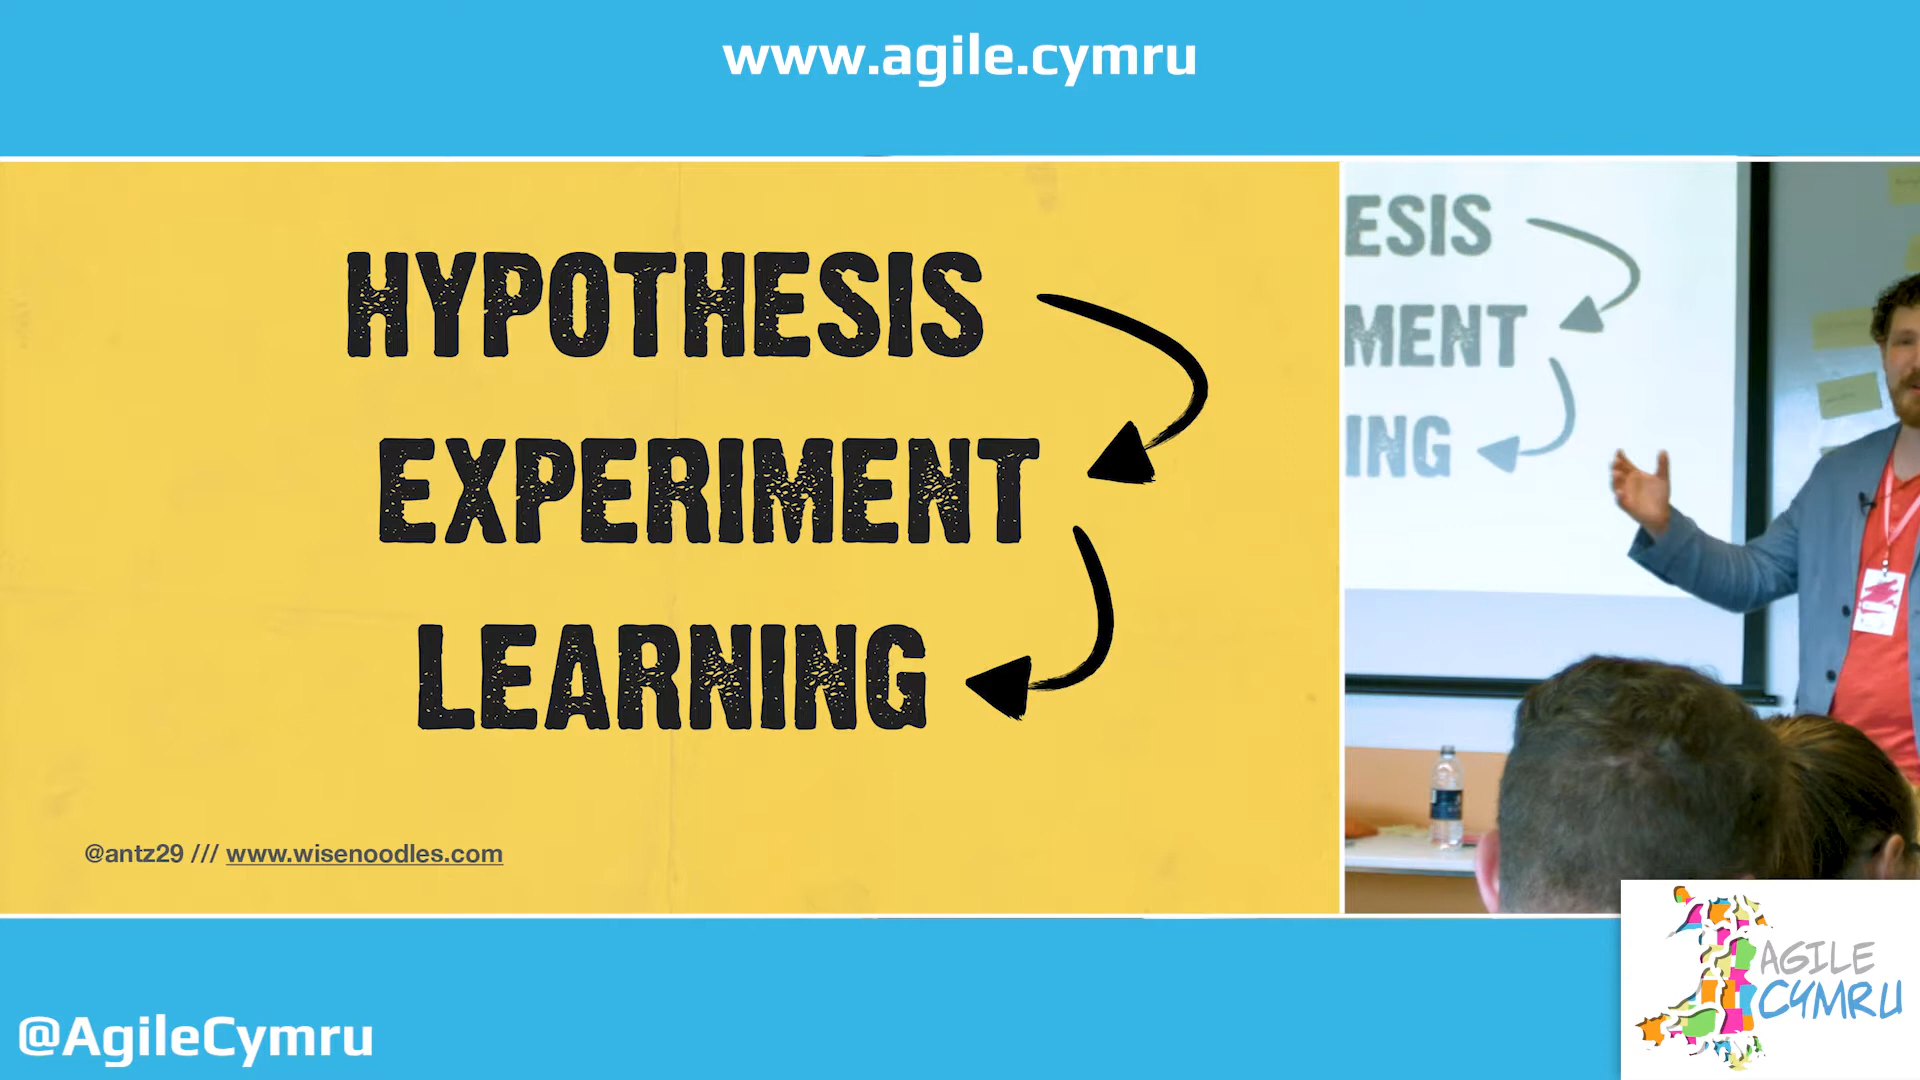 www.agile.cymru
HYPOTHESIS
EXPERIMENT
LEARNING
@antz29 /// www.wisenoodles.com
ESIS
MENT
ING
AGILE
CYMRU
@AgileCymru